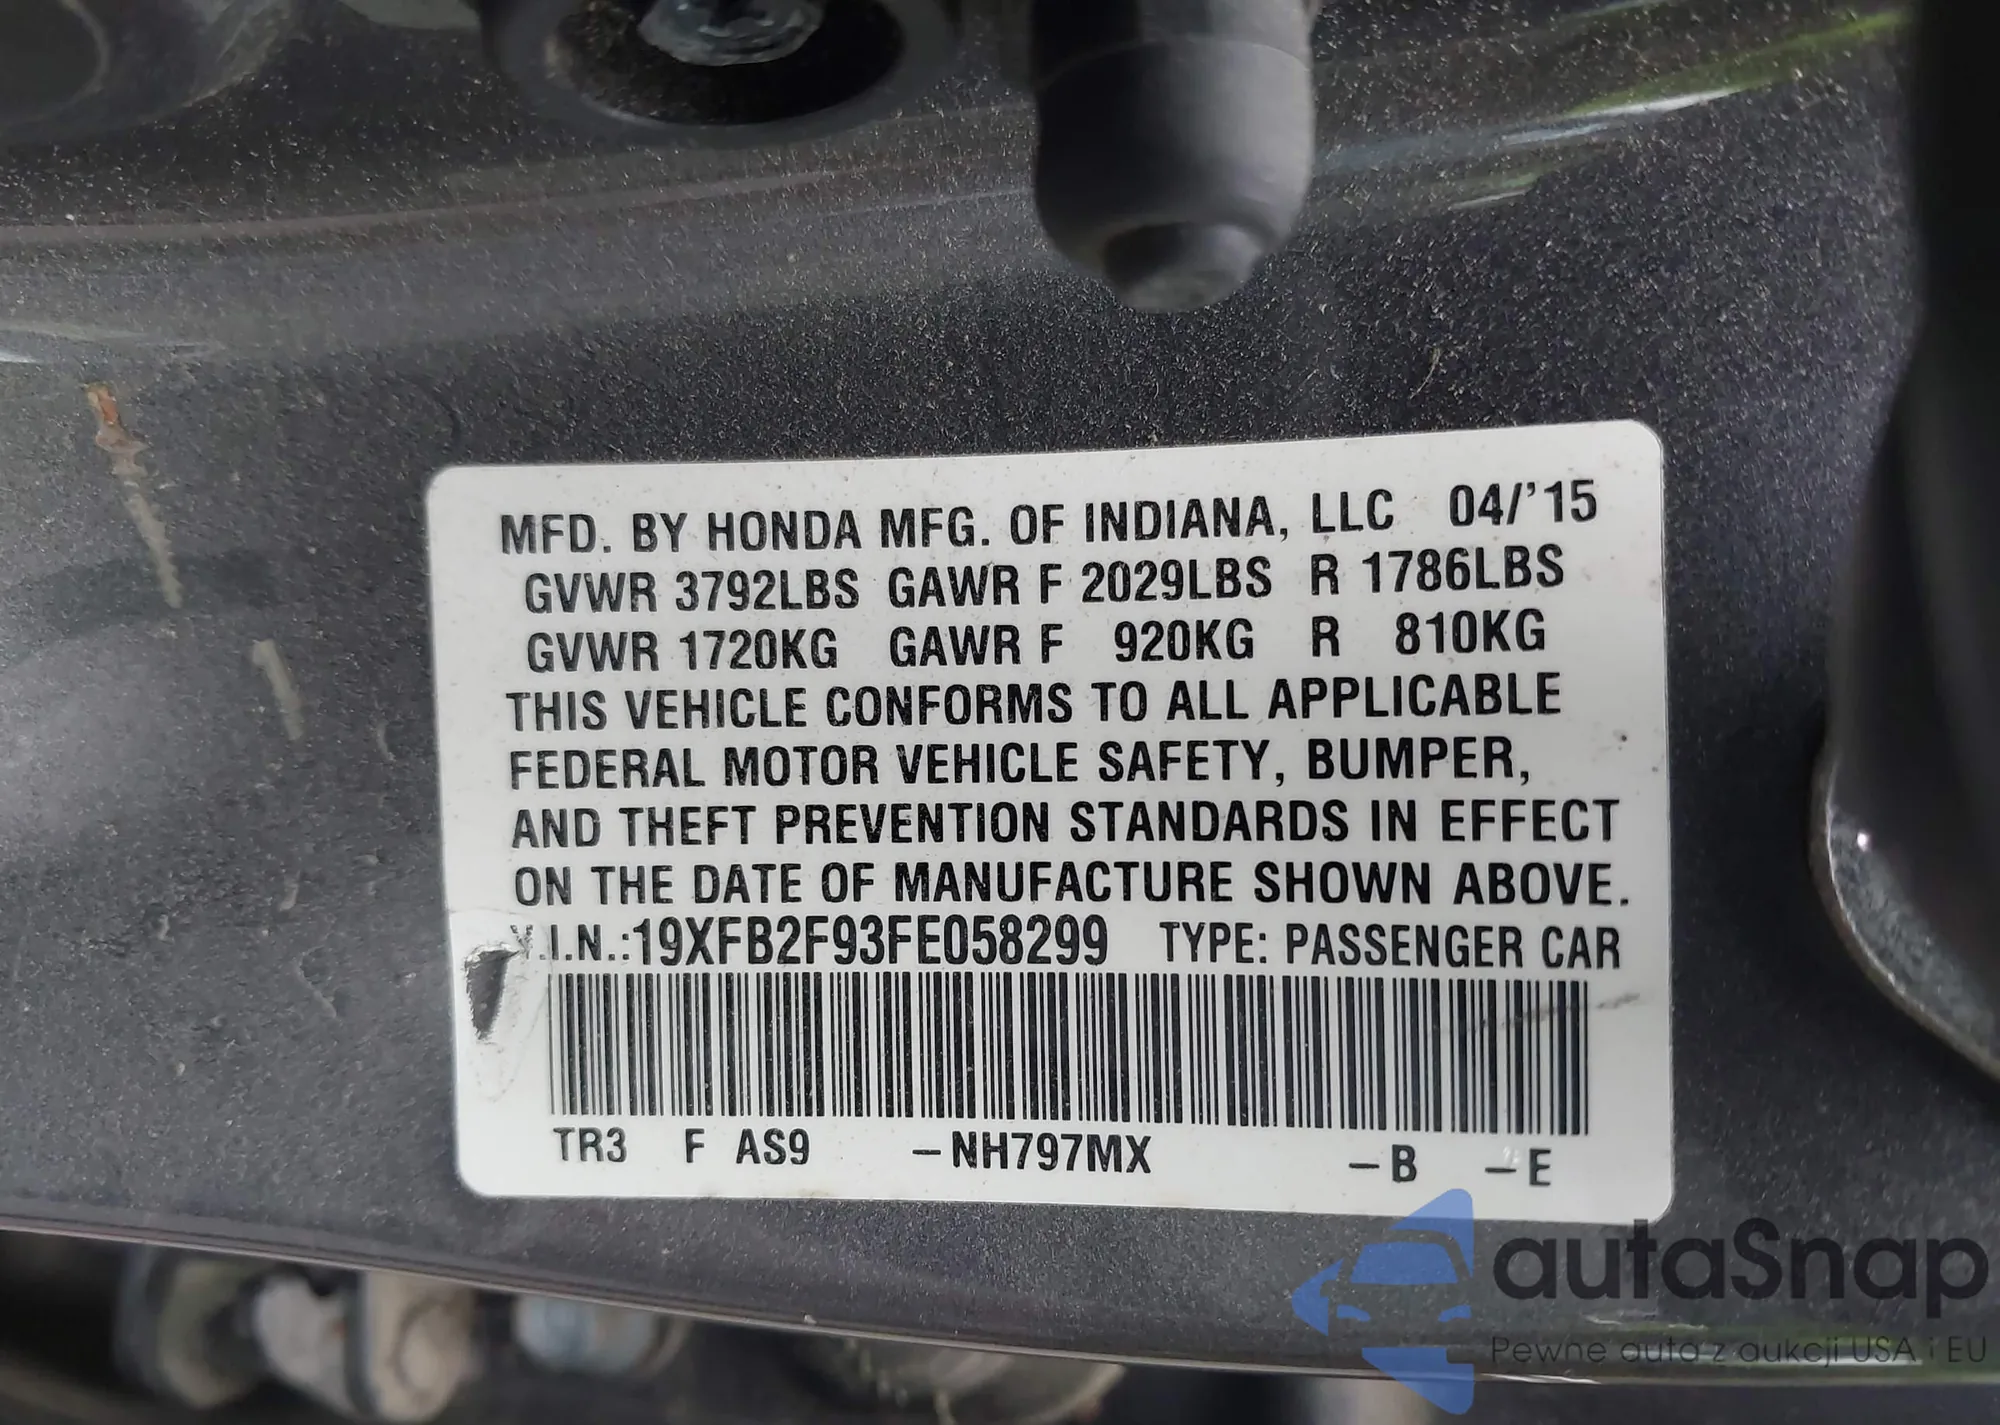 MFD. BY HONDA MFG. OF INDIANA, LLC 04/'15
GVWR 3792LBS GAWR F 2029LBS R 1786LBS
GVWR 1720KG GAWR F 920KG R 810KG
THIS VEHICLE CONFORMS TO ALL APPLICABLE
FEDERAL MOTOR VEHICLE SAFETY, BUMPER,
AND THEFT PREVENTION STANDARDS IN EFFECT
ON THE DATE OF MANUFACTURE SHOWN ABOVE.
V.I.N.:19XFB2F93FE058299 TYPE: PASSENGER CAR
TR3 F AS9 –NH797MX –B –E
autaSnap
Pewne auta z aukcji USA i EU